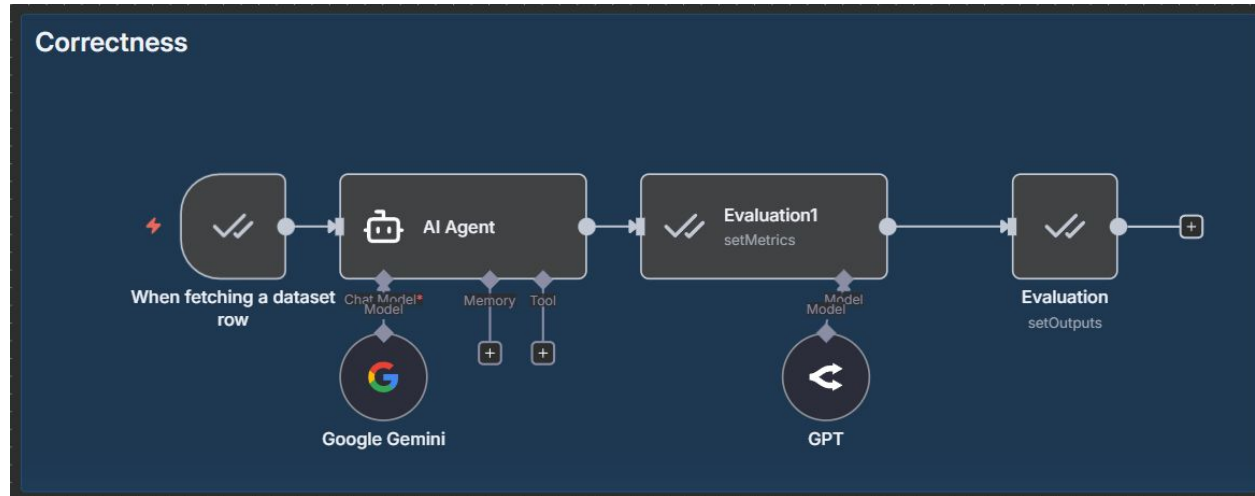 Correctness
AI Agent
Evaluation1
setMetrics
When fetching a dataset
row
Chat Model*
Model
Memory
Tool
Model
Model
Evaluation
setOutputs
Google Gemini
GPT